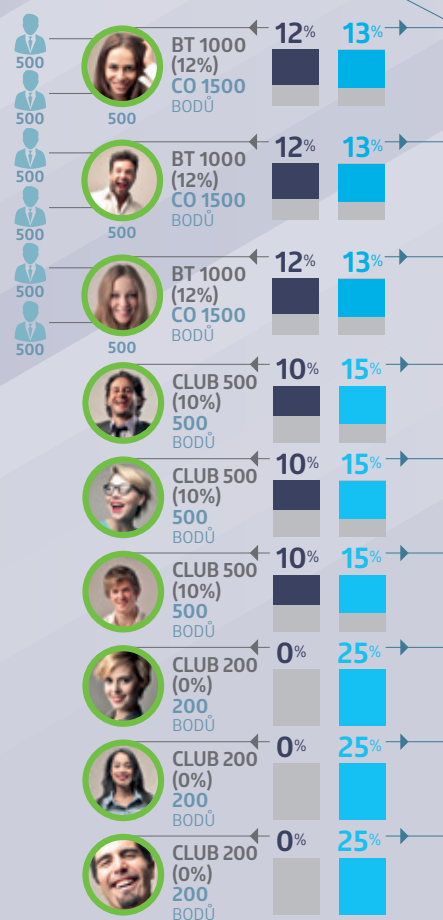 500
500
500
BT 1000
(12%)
CO 1500
BODŮ
12%
13%
500
500
500
BT 1000
(12%)
CO 1500
BODŮ
12%
13%
500
500
500
BT 1000
(12%)
CO 1500
BODŮ
12%
13%
CLUB 500
(10%)
500
BODŮ
10%
15%
CLUB 500
(10%)
500
BODŮ
10%
15%
CLUB 500
(10%)
500
BODŮ
10%
15%
CLUB 200
(0%)
200
BODŮ
0%
25%
CLUB 200
(0%)
200
BODŮ
0%
25%
CLUB 200
(0%)
200
BODŮ
0%
25%